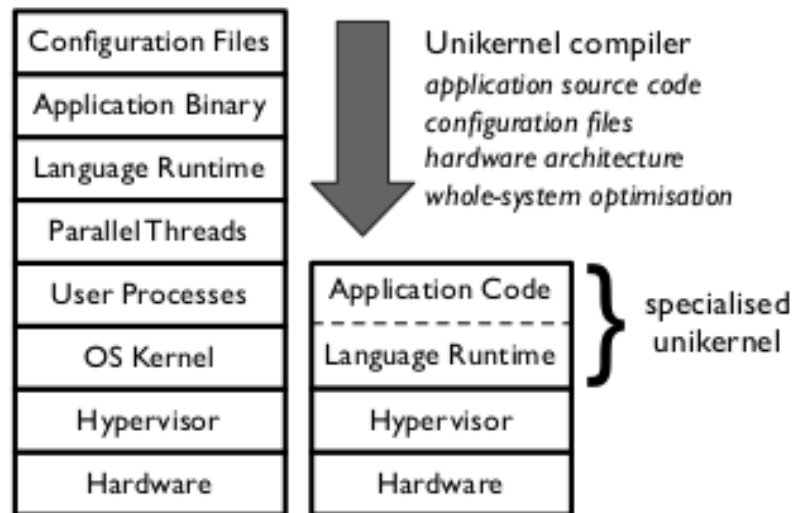 Configuration Files
Application Binary
Language Runtime
Parallel Threads
User Processes
OS Kernel
Hypervisor
Hardware
Unikernel compiler
application source code
configuration files
hardware architecture
whole-system optimisation
Application Code
Language Runtime
Hypervisor
Hardware
specialised
unikernel